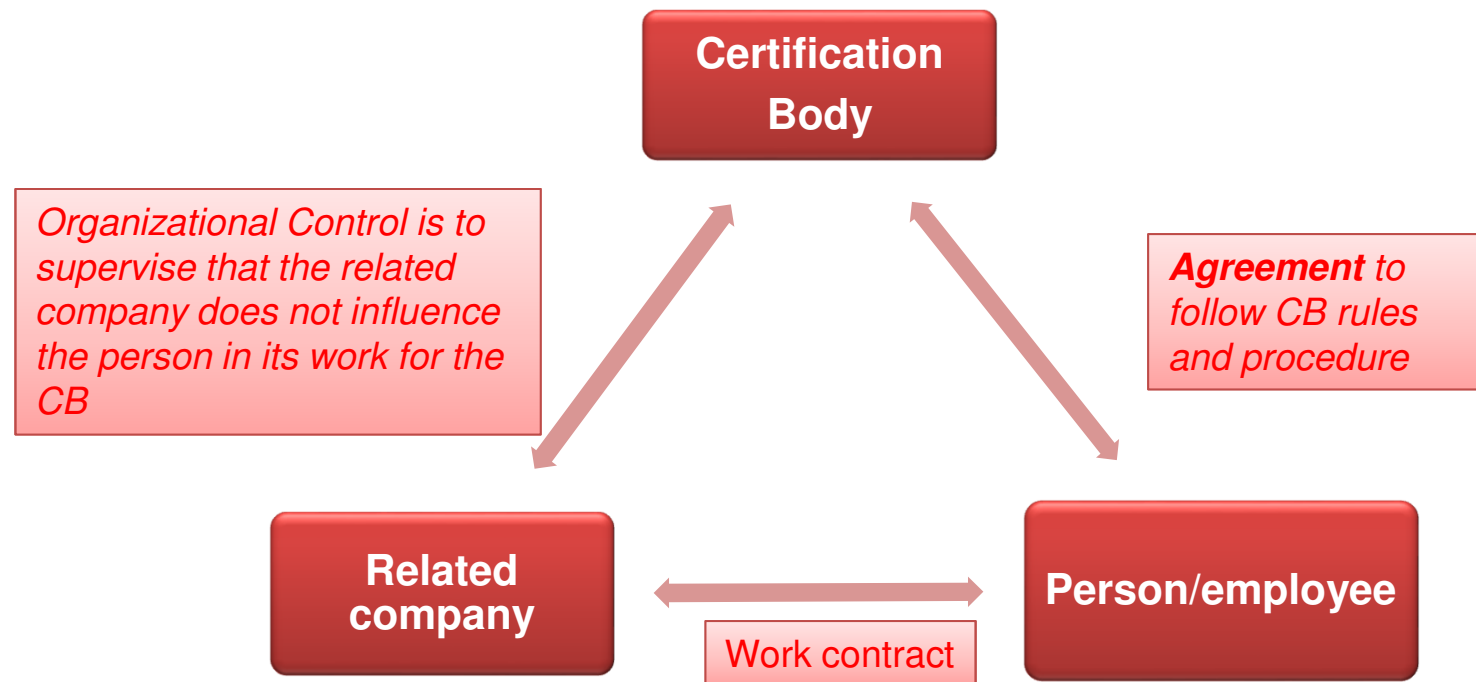 Certification
Body
Organizational Control is to
supervise that the related
company does not influence
the person in its work for the
CB
Agreement to
follow CB rules
and procedure
Related
company
Person/employee
Work contract